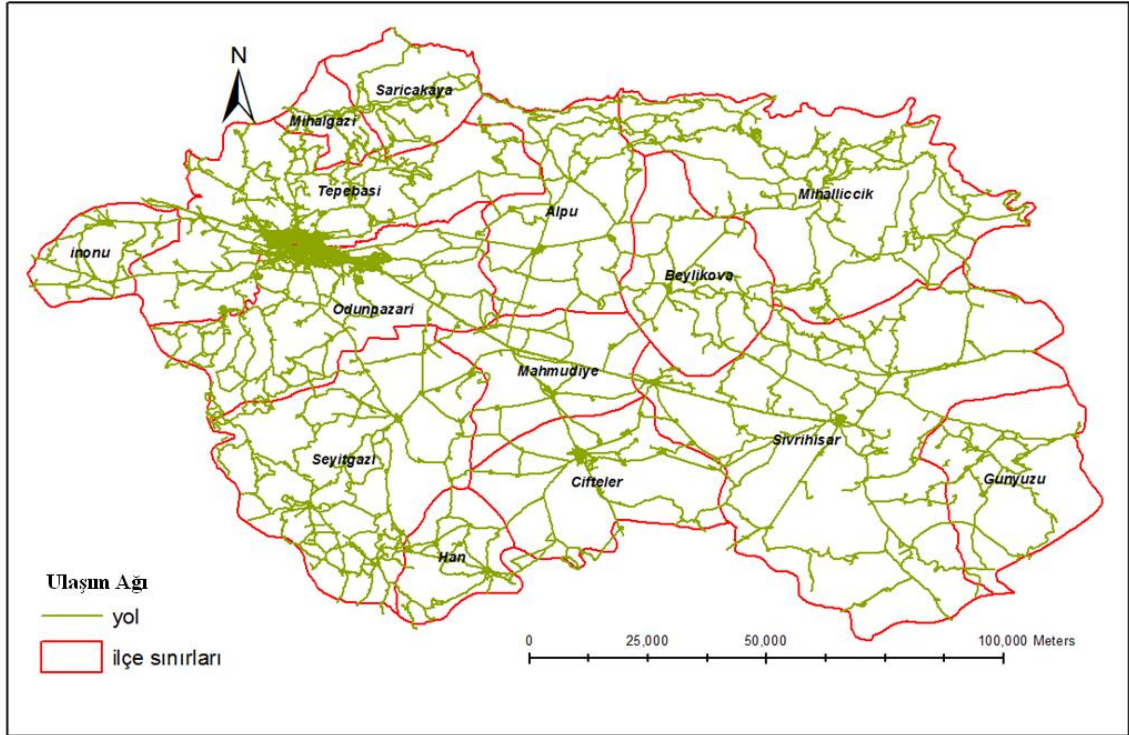 N
Saricakaya
Mihalgazi
Tepebasi
Mihalliccik
Alpu
inonu
Beylikova
Odunpazari
Mahmudiye
Sivrihisar
Seyitgazi
Cifteler
Gunyuzu
Han
Ulaşım Ağı
yol
ilçe sınırları
0 25,000 50,000 100,000 Meters